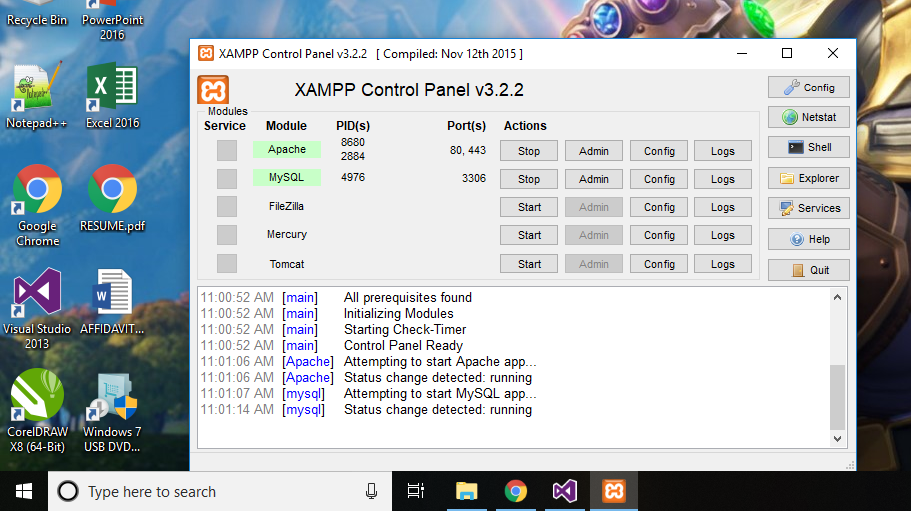 Recycle Bin
PowerPoint
2016
Notepad++
Excel 2016
Google
Chrome
RESUME.pdf
Visual Studio
2013
AFFIDAVIT...
CorelDRAW
X8 (64-Bit)
Windows 7
USB DVD...
XAMPP Control Panel v3.2.2 [ Compiled: Nov 12th 2015 ]
XAMPP Control Panel v3.2.2
Modules
Service Module PID(s) Port(s) Actions
Apache 8680
2884 80, 443 Stop Admin Config Logs
MySQL 4976 3306 Stop Admin Config Logs
FileZilla Start Admin Config Logs
Mercury Start Admin Config Logs
Tomcat Start Admin Config Logs
Config
Netstat
Shell
Explorer
Services
Help
Quit
11:00:52 AM [main] All prerequisites found
11:00:52 AM [main] Initializing Modules
11:00:52 AM [main] Starting Check-Timer
11:00:52 AM [main] Control Panel Ready
11:01:06 AM [Apache] Attempting to start Apache app...
11:01:06 AM [Apache] Status change detected: running
11:01:07 AM [mysql] Attempting to start MySQL app...
11:01:14 AM [mysql] Status change detected: running
Type here to search